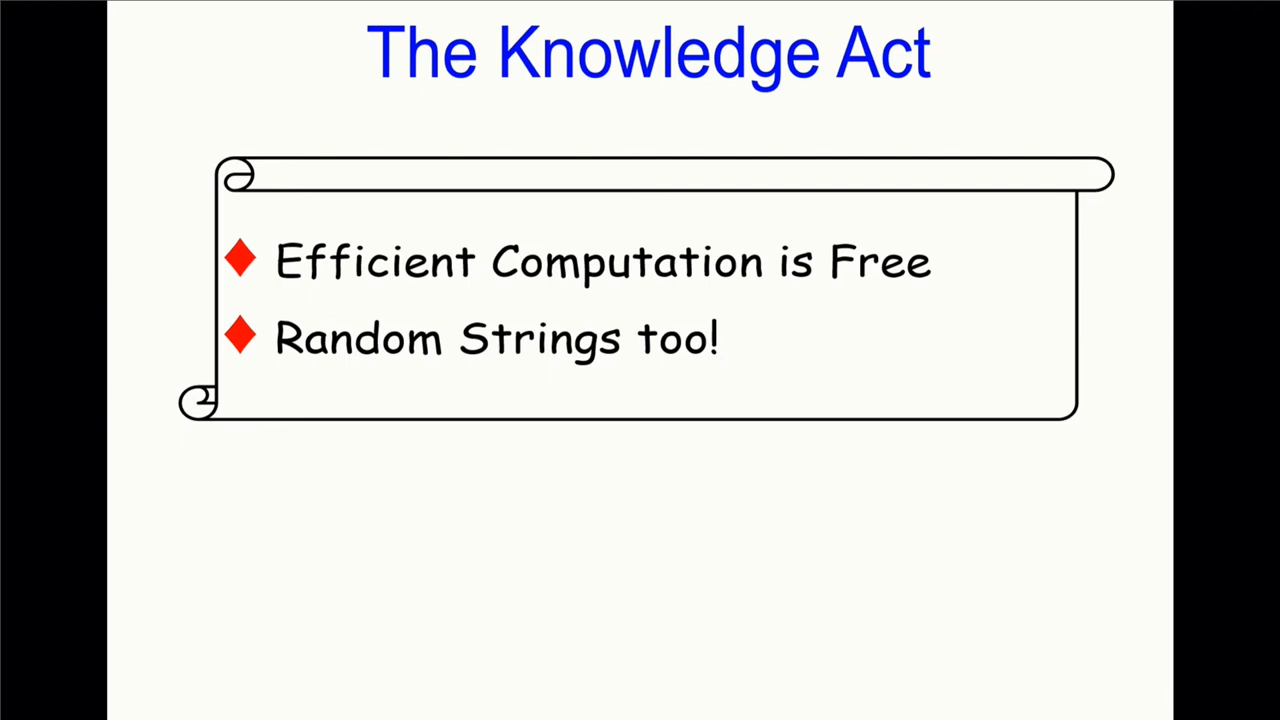 The Knowledge Act
Efficient Computation is Free
Random Strings too!